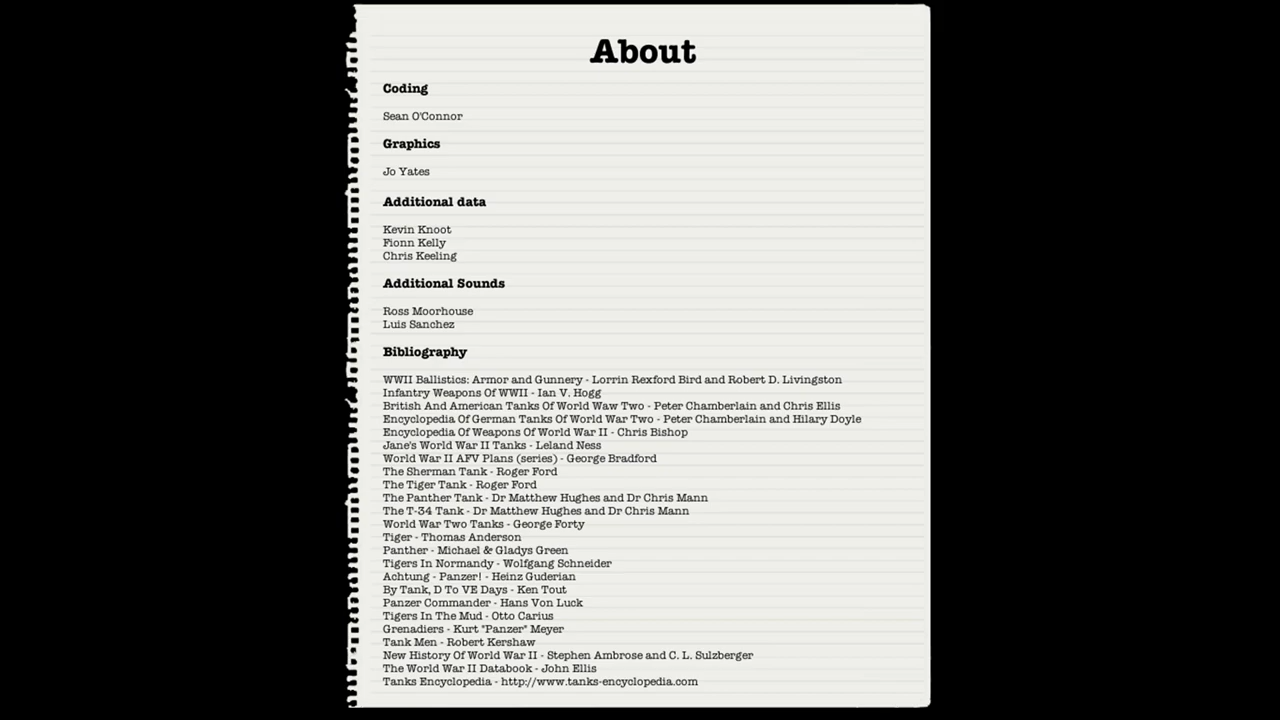 About
Coding
Sean O'Connor
Graphics
Jo Yates
Additional data
Kevin Knoot
Fionn Kelly
Chris Keeling
Additional Sounds
Ross Moorhouse
Luis Sanchez
Bibliography
WWII Ballistics: Armor and Gunnery - Lorrin Rexford Bird and Robert D. Livingston
Infantry Weapons Of WWII - Ian V. Hogg
British And American Tanks Of World Waw Two - Peter Chamberlain and Chris Ellis
Encyclopedia Of German Tanks Of World War Two - Peter Chamberlain and Hilary Doyle
Encyclopedia Of Weapons Of World War II - Chris Bishop
Jane's World War II Tanks - Leland Ness
World War II AFV Plans (series) - George Bradford
The Sherman Tank - Roger Ford
The Tiger Tank - Roger Ford
The Panther Tank - Dr Matthew Hughes and Dr Chris Mann
The T-34 Tank - Dr Matthew Hughes and Dr Chris Mann
World War Two Tanks - George Forty
Tiger - Thomas Anderson
Panther - Michael & Gladys Green
Tigers In Normandy - Wolfgang Schneider
Achtung - Panzer! - Heinz Guderian
By Tank, D To VE Days - Ken Tout
Panzer Commander - Hans Von Luck
Tigers In The Mud - Otto Carius
Grenadiers - Kurt "Panzer" Meyer
Tank Men - Robert Kershaw
New History Of World War II - Stephen Ambrose and C. L. Sulzberger
The World War II Databook - John Ellis
Tanks Encyclopedia - http://www.tanks-encyclopedia.com